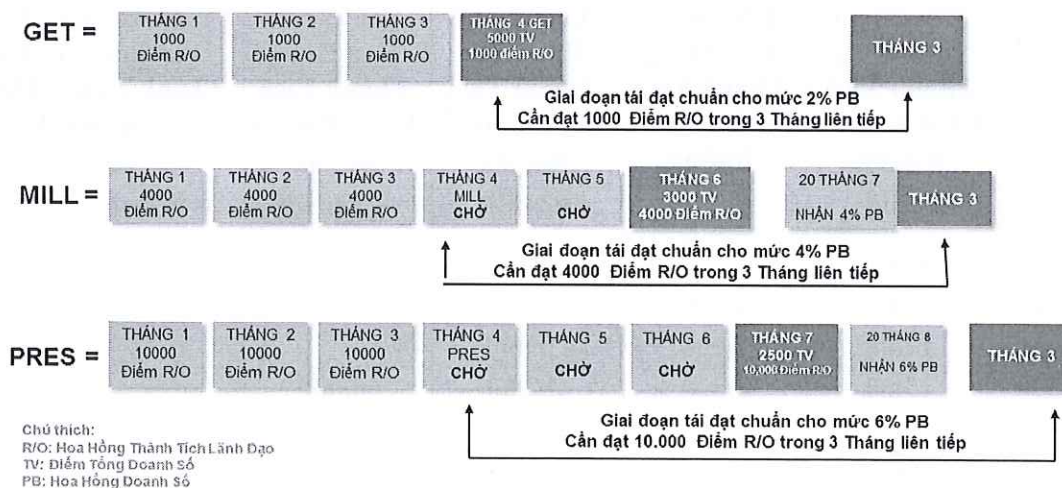 GET =
THÁNG 1
1000
Điểm R/O
THÁNG 2
1000
Điểm R/O
THÁNG 3
1000
Điểm R/O
THÁNG 4 GET
5000 TV
1000 điểm R/O
THÁNG 3
Giai đoạn tái đạt chuẩn cho mức 2% PB
Cần đạt 1000 Điểm R/O trong 3 Tháng liên tiếp
MILL=
THÁNG 1
4000
Điểm R/O
THÁNG 2
4000
Điểm R/O
THÁNG 3
4000
Điểm R/O
THÁNG 4
MILL
CHỜ
THÁNG 5
CHỜ
THÁNG 6
3000 TV
4000 Điểm R/O
20 THÁNG 7
NHẬN 4% PB
THÁNG 3
Giai đoạn tái đạt chuẩn cho mức 4% PB
Cần đạt 4000 Điểm R/O trong 3 Tháng liên tiếp
PRES =
THÁNG 1
10000
Điểm R/O
THÁNG 2
10000
Điểm R/O
THÁNG 3
10000
Điểm R/O
THÁNG 4
PRES
CHỜ
THÁNG 5
CHỜ
THÁNG 6
CHỜ
THÁNG 7
2500 TV
10,000 Điểm R/O
20 THÁNG 8
NHẬN 6% PB
THÁNG 3
Giai đoạn tái đạt chuẩn cho mức 6% PB
Cần đạt 10.000 Điểm R/O trong 3 Tháng liên tiếp
Chú thích:
R/O: Hoa Hồng Thành Tích Lãnh Đạo
TV: Điểm Tổng Doanh Số
PB: Hoa Hồng Doanh Số